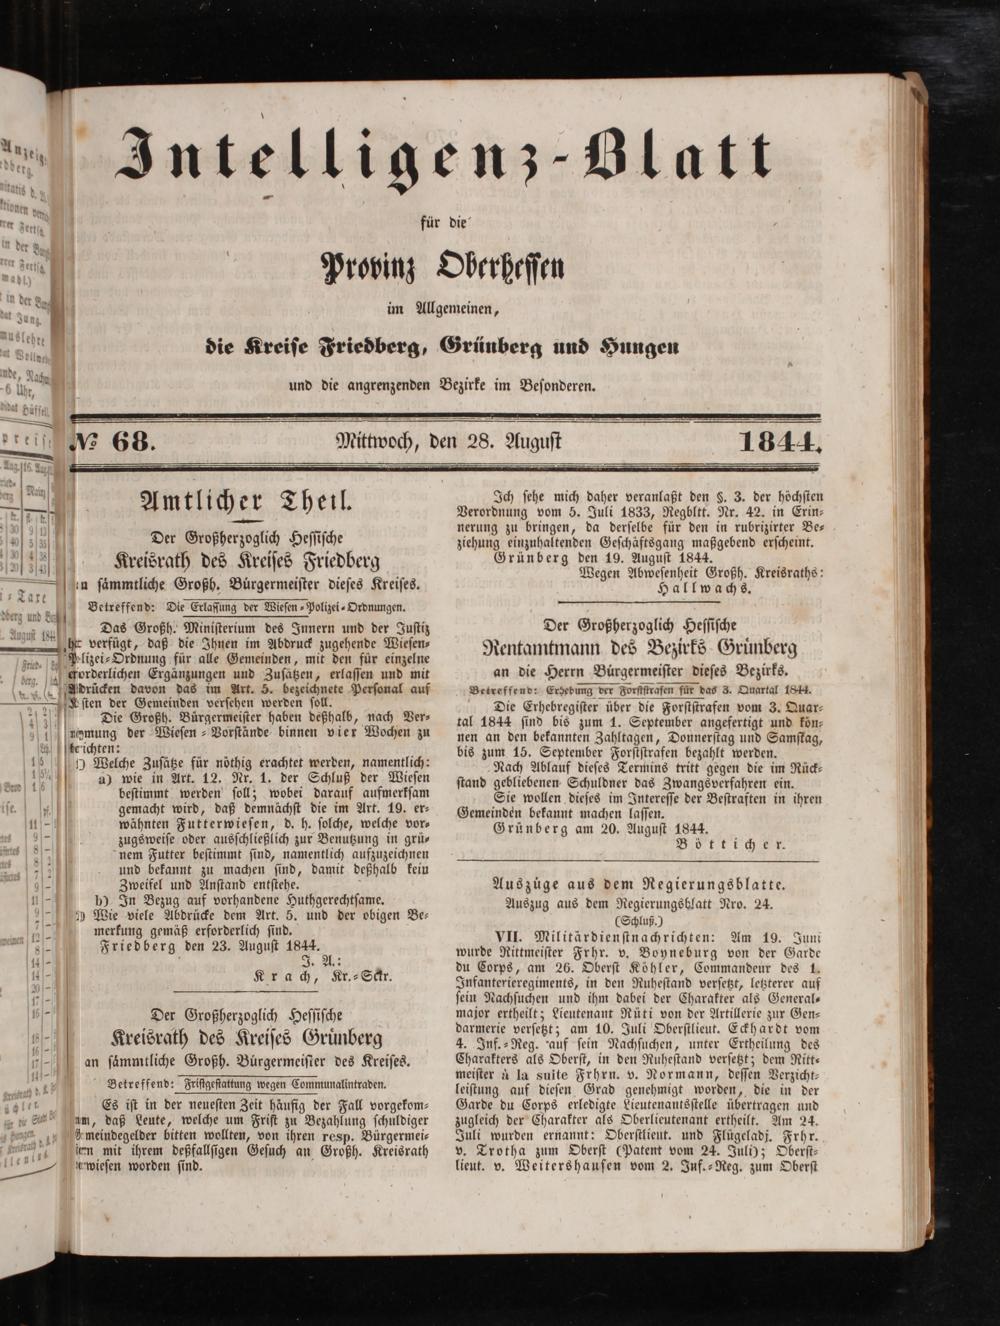 Intelligenz-Blatt
für die
Provinz Oberhessen
im Allgemeinen,
die Kreise Friedberg, Grünberg und Hungen
und die angrenzenden Bezirke im Besonderen.
№ 68.
Mittwoch, den 28. August
1844.
Amtlicher Theil.
Der Großherzoglich Hessische
Kreisrath des Kreises Friedberg
an sämmtliche Großh. Bürgermeister dieses Kreises.
Betreffend: Die Erlassung der Wiesen-Polizei-Ordnungen.
Das Großh. Ministerium des Innern und der Justiz
hat verfügt, daß die Ihnen im Abdruck zugehende Wiesen-
Polizei-Ordnung für alle Gemeinden, mit den für einzelne
erforderlichen Ergänzungen und Zusätzen, erlassen und mit
Abdrücken davon das im Art. 5. bezeichnete Personal auf
Kosten der Gemeinden versehen werden soll.
Die Großh. Bürgermeister haben deßhalb, nach Ver-
nehmung der Wiesen-Vorstände binnen vier Wochen zu
berichten:
1) Welche Zusätze für nöthig erachtet werden, namentlich:
a) wie in Art. 12. Nr. 1. der Schluß der Wiesen
bestimmt werden soll; wobei darauf aufmerksam
gemacht wird, daß demnächst die im Art. 19. er-
wähnten Futterwiesen, d. h. solche, welche vor-
zugsweise oder ausschließlich zur Benutzung in grü-
nem Futter bestimmt sind, namentlich aufzuzeichnen
und bekannt zu machen sind, damit deßhalb kein
Zweifel und Anstand entstehe.
b) In Bezug auf vorhandene Huthgerechtsame.
2) Wie viele Abdrücke dem Art. 5. und der obigen Be-
merkung gemäß erforderlich sind.
Friedberg den 23. August 1844.
J. A.:
Krach, Kr.-Sctr.
Der Großherzoglich Hessische
Kreisrath des Kreises Grünberg
an sämmtliche Großh. Bürgermeister des Kreises.
Betreffend: Fristgestattung wegen Communalintraden.
Es ist in der neuesten Zeit häufig der Fall vorgekom-
men, daß Leute, welche um Frist zu Bezahlung schuldiger
Gemeindegelder bitten wollten, von ihren resp. Bürgermei-
stern mit ihrem deßfallsigen Gesuch an Großh. Kreisrath
verwiesen worden sind.
Ich sehe mich daher veranlaßt den §. 3. der höchsten
Verordnung vom 5. Juli 1833, Regbltt. Nr. 42. in Erin-
nerung zu bringen, da derselbe für den in rubrizirter Be-
ziehung einzuhaltenden Geschäftsgang maßgebend erscheint.
Grünberg den 19. August 1844.
Wegen Abwesenheit Großh. Kreisraths:
Hallwachs.
Der Großherzoglich Hessische
Rentamtmann des Bezirks Grünberg
an die Herrn Bürgermeister dieses Bezirks.
Betreffend: Erhebung der Forststrafen für das 3. Quartal 1844.
Die Erhebregister über die Forststrafen vom 3. Quar-
tal 1844 sind bis zum 1. September angefertigt und kön-
nen an den bekannten Zahltagen, Donnerstag und Samstag,
bis zum 15. September Forststrafen bezahlt werden.
Nach Ablauf dieses Termins tritt gegen die im Rück-
stand gebliebenen Schuldner das Zwangsverfahren ein.
Sie wollen dieses im Interesse der Bestraften in ihren
Gemeinden bekannt machen lassen.
Grünberg am 20. August 1844.
Bötticher.
Auszüge aus dem Regierungsblatte.
Auszug aus dem Regierungsblatt Nro. 24.
(Schluß.)
VII. Militärdienstnachrichten: Am 19. Juni
wurde Rittmeister Frhr. v. Boyneburg von der Garde
du Corps, am 26. Oberst Köhler, Commandeur des 1.
Infanterieregiments, in den Ruhestand versetzt, letzterer auf
sein Nachsuchen und ihm dabei der Charakter als General-
major ertheilt; Lieutenant Rüti von der Artillerie zur Gen-
darmerie versetzt; am 10. Juli Oberstlieut. Eckhardt vom
4. Inf.-Reg. auf sein Nachsuchen, unter Ertheilung des
Charakters als Oberst, in den Ruhestand versetzt; dem Ritt-
meister à la suite Frhrn. v. Normann, dessen Verzicht-
leistung auf diesen Grad genehmigt worden, die in der
Garde du Corps erledigte Lieutenantsstelle übertragen und
zugleich der Charakter als Oberlieutenant ertheilt. Am 24.
Juli wurden ernannt: Oberstlieut. und Flügeladj. Frhr.
v. Trotha zum Oberst (Patent vom 24. Juli); Oberst-
lieut. v. Weitershausen vom 2. Inf.-Reg. zum Oberst